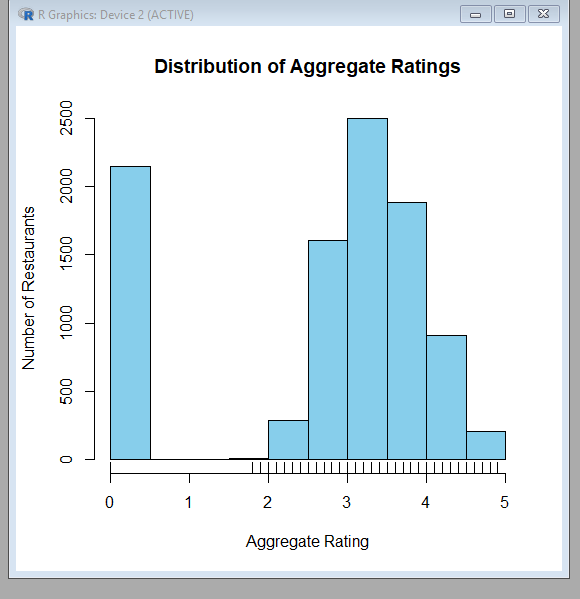 R Graphics: Device 2 (ACTIVE)
Distribution of Aggregate Ratings
Number of Restaurants
2500
2000
1500
1000
500
0
0 1 2 3 4 5
Aggregate Rating